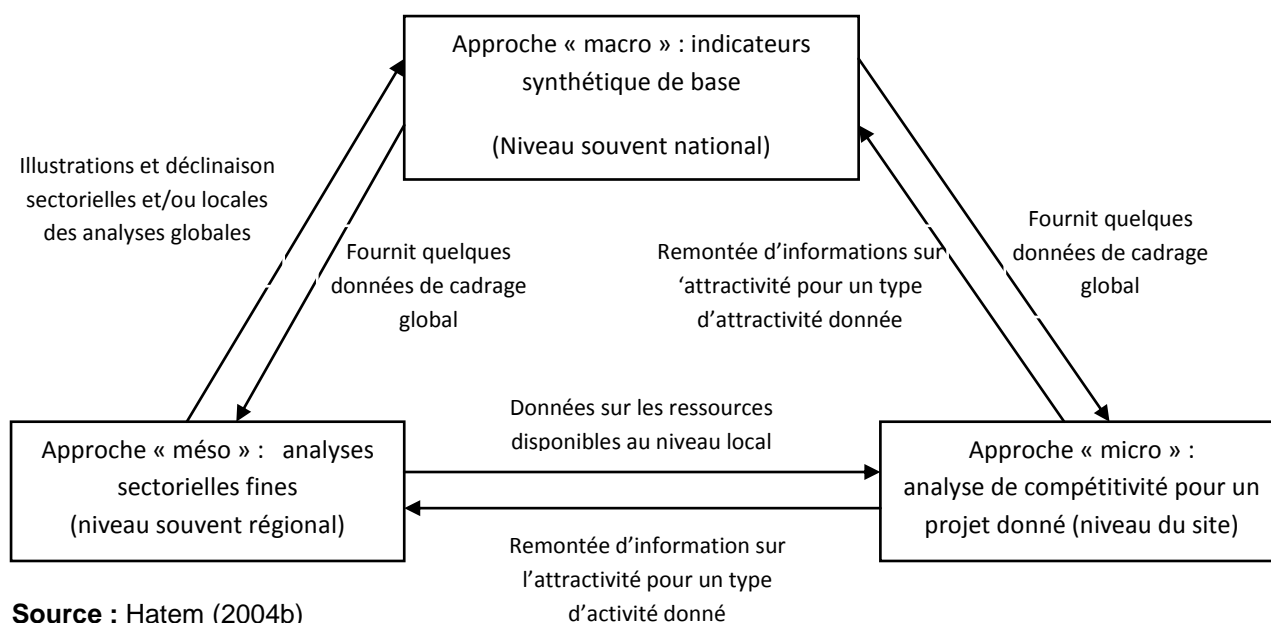 Approche « macro » : indicateurs
synthétique de base
(Niveau souvent national)
Illustrations et déclinaison
sectorielles et/ou locales
des analyses globales
Fournit quelques
données de cadrage
global
Remontée d’informations sur
‘attractivité pour un type
d’attractivité donnée
Fournit quelques
données de cadrage
global
Approche « méso » : analyses
sectorielles fines
(niveau souvent régional)
Données sur les ressources
disponibles au niveau local
Approche « micro » :
analyse de compétitivité pour un
projet donné (niveau du site)
Remontée d’information sur
l’attractivité pour un type
d’activité donné
Source : Hatem (2004b)